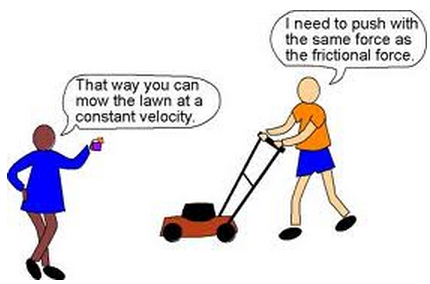 I need to push with
the same force as
the frictional force.
That way you can
mow the lawn at a
constant velocity.